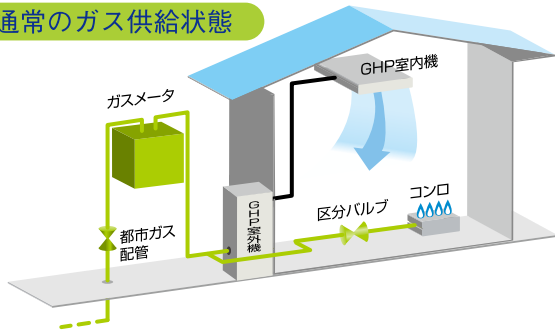 通常のガス供給状態
GHP室内機
ガスメータ
GHP室外機
区分バルブ
コンロ
都市ガス
配管